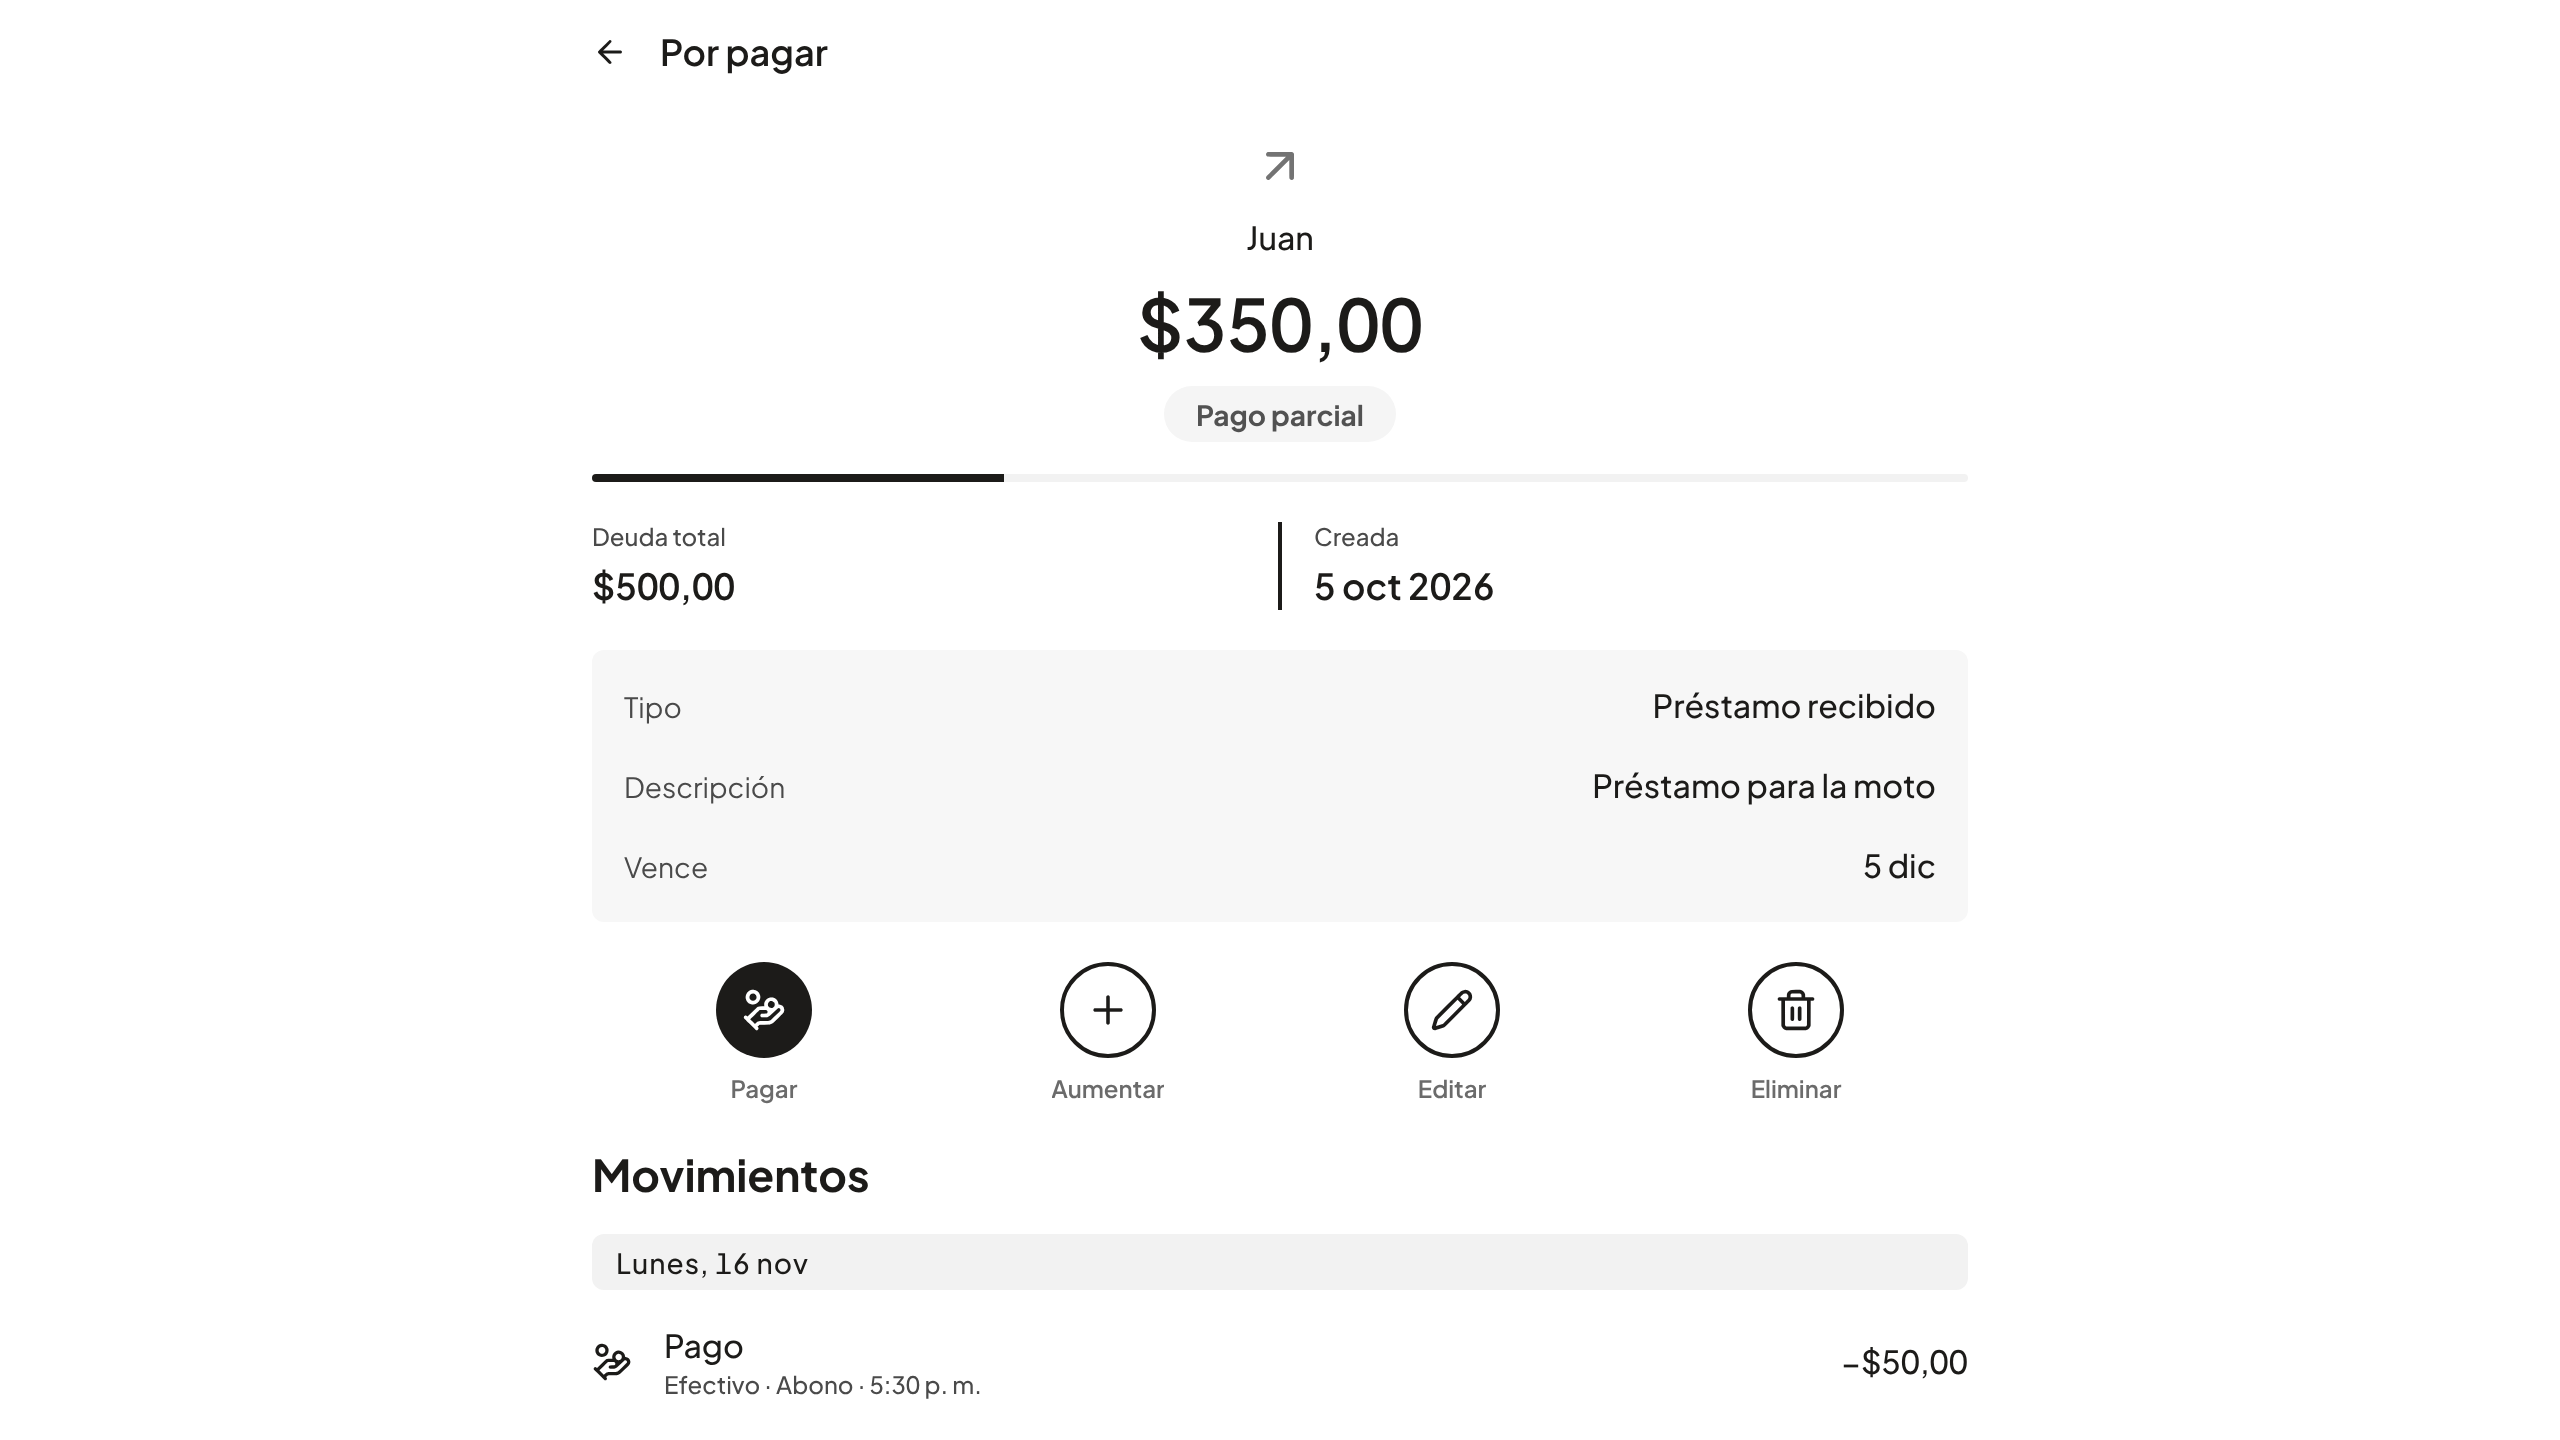 Por pagar
Juan
$350,00
Pago parcial
Deuda total
$500,00
Creada
5 oct 2026
Tipo
Préstamo recibido
Descripción
Préstamo para la moto
Vence
5 dic
Pagar
Aumentar
Editar
Eliminar
Movimientos
Lunes, 16 nov
Pago
−$50,00
Efectivo · Abono · 5:30 p. m.